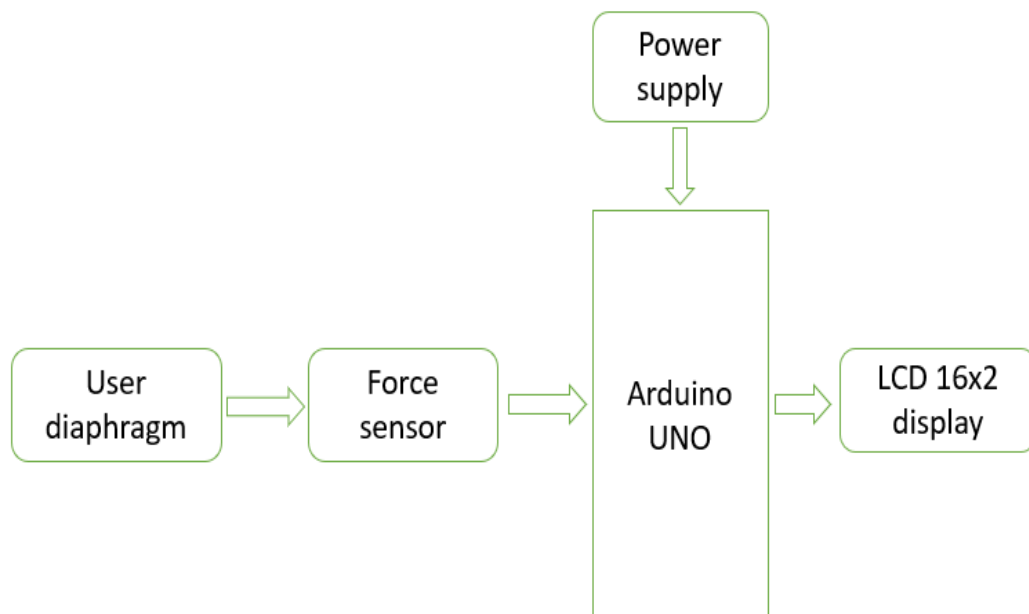 Power
supply
User
diaphragm
Force
sensor
Arduino
UNO
LCD 16x2
display